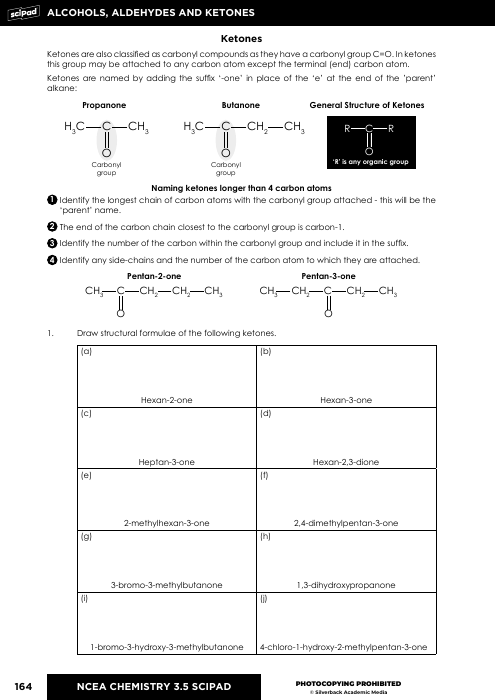 scipad ALCOHOLS, ALDEHYDES AND KETONES
Ketones
Ketones are also classified as carbonyl compounds as they have a carbonyl group C=O. In ketones
this group may be attached to any carbon atom except the terminal (end) carbon atom.
Ketones are named by adding the suffix '-one' in place of the 'e' at the end of the 'parent'
alkane:
Propanone Butanone General Structure of Ketones
H3C—C—CH3 H3C—C—CH2—CH3 R—C—R
O O O
Carbonyl Carbonyl 'R' is any organic group
group group
Naming ketones longer than 4 carbon atoms
1 Identify the longest chain of carbon atoms with the carbonyl group attached - this will be the
'parent' name.
2 The end of the carbon chain closest to the carbonyl group is carbon-1.
3 Identify the number of the carbon within the carbonyl group and include it in the suffix.
4 Identify any side-chains and the number of the carbon atom to which they are attached.
Pentan-2-one Pentan-3-one
CH3—C—CH2—CH2—CH3 CH3—CH2—C—CH2—CH3
O O
1. Draw structural formulae of the following ketones.
(a) (b)
Hexan-2-one Hexan-3-one
(c) (d)
Heptan-3-one Hexan-2,3-dione
(e) (f)
2-methylhexan-3-one 2,4-dimethylpentan-3-one
(g) (h)
3-bromo-3-methylbutanone 1,3-dihydroxypropanone
(i) (j)
1-bromo-3-hydroxy-3-methylbutanone 4-chloro-1-hydroxy-2-methylpentan-3-one
164 NCEA CHEMISTRY 3.5 SCIPAD PHOTOCOPYING PROHIBITED
© Silverback Academic Media